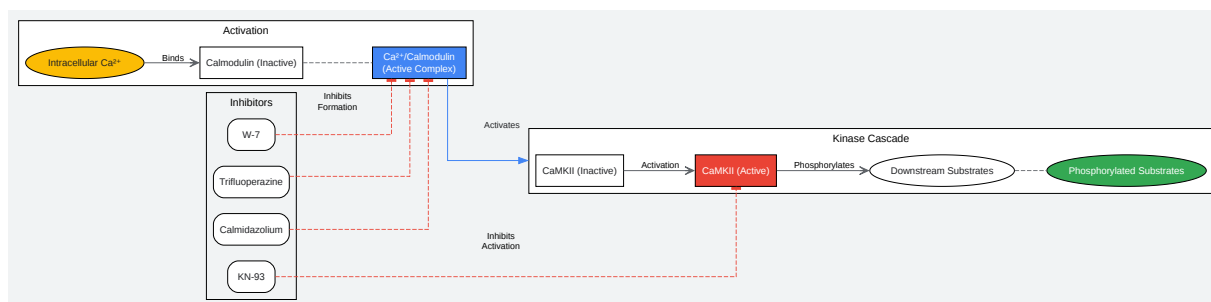 Activation
Intracellular Ca²⁺
Binds
Calmodulin (Inactive)
Ca²⁺/Calmodulin
(Active Complex)
Inhibitors
Inhibits
Formation
W-7
Trifluoperazine
Calmidazolium
KN-93
Activates
Kinase Cascade
CaMKII (Inactive)
Activation
CaMKII (Active)
Phosphorylates
Downstream Substrates
Phosphorylated Substrates
Inhibits
Activation